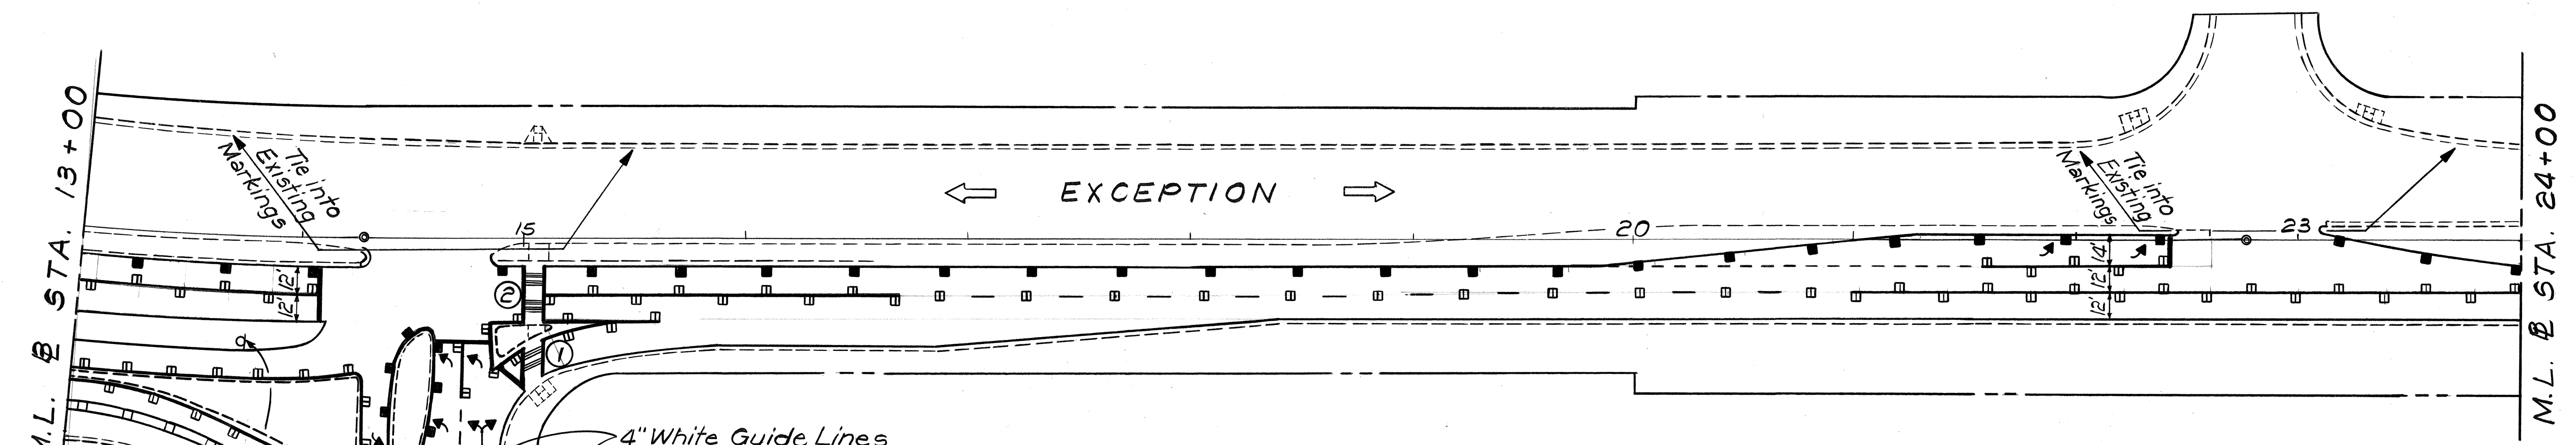 M.L. ⅊ STA. 13+00
Tie into
Existing
Markings
← EXCEPTION →
Tie into
Existing
Markings
15
20
23
12'
12'
14'
12'
12'
2
1
4" White Guide Lines
M.L. ⅊ STA. 24+00